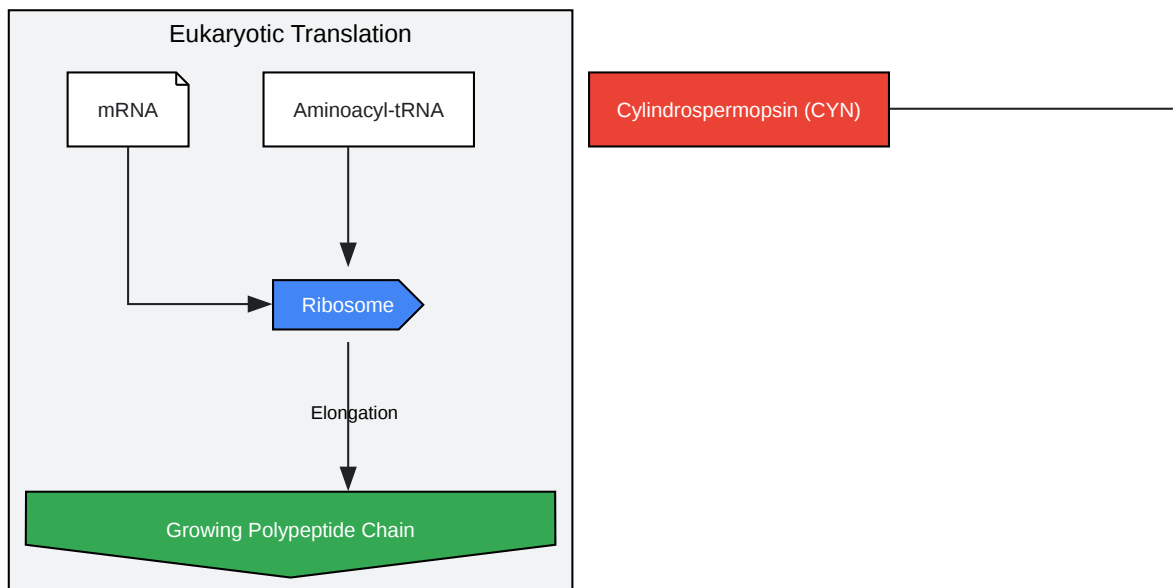 Eukaryotic Translation
mRNA
Aminoacyl-tRNA
Cylindrospermopsin (CYN)
Ribosome
Elongation
Growing Polypeptide Chain